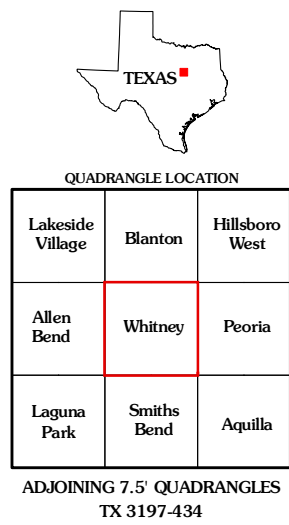 TEXAS
QUADRANGLE LOCATION
Lakeside
Village
Blanton
Hillsboro
West
Allen
Bend
Whitney
Peoria
Laguna
Park
Smiths
Bend
Aquilla
ADJOINING 7.5' QUADRANGLES
TX 3197-434